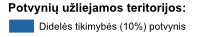 Potvynių užliejamos teritorijos:
Didelės tikimybės (10%) potvynis